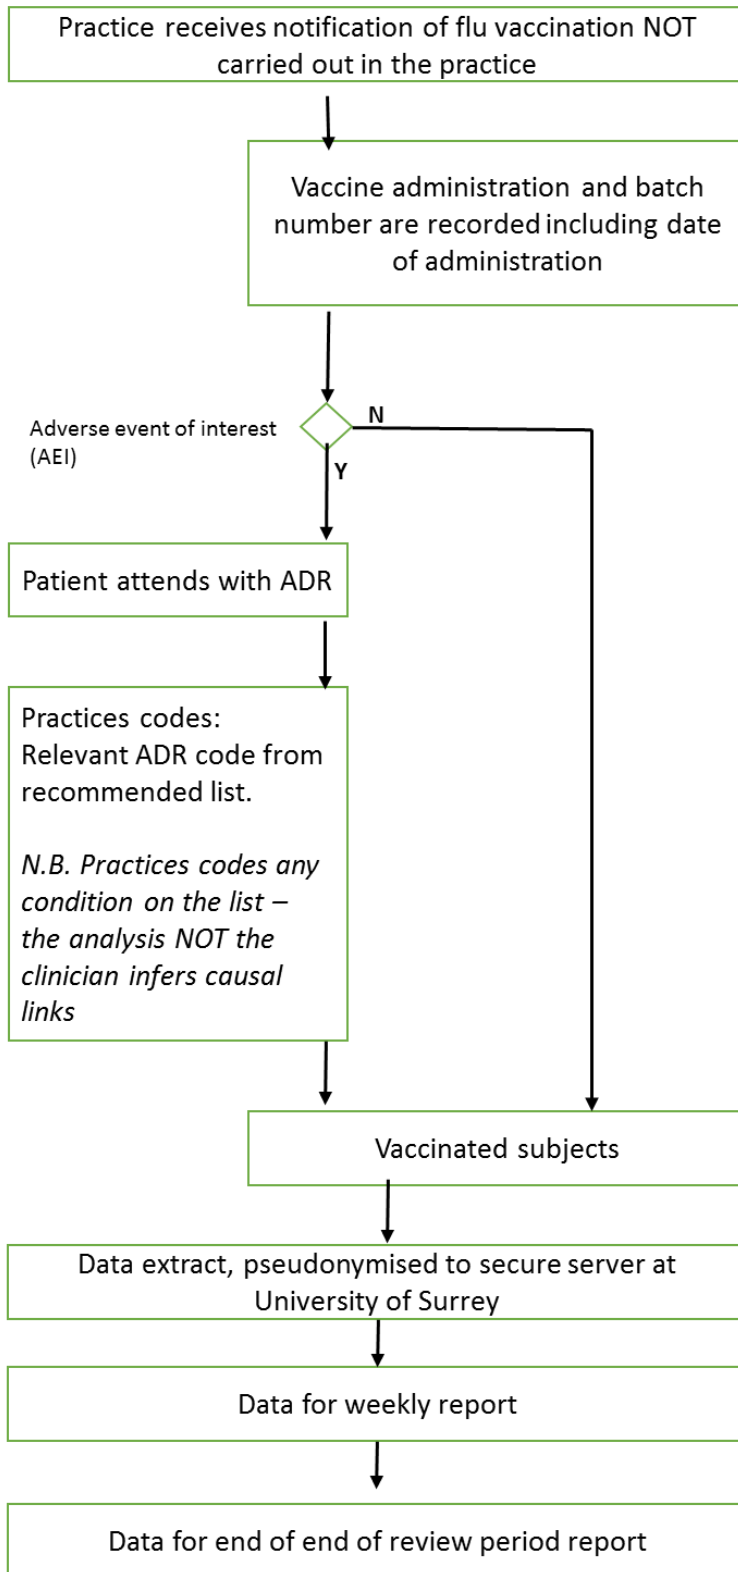 Practice receives notification of flu vaccination NOT
carried out in the practice
Vaccine administration and batch
number are recorded including date
of administration
Adverse event of interest
(AEI)
N
Y
Patient attends with ADR
Practices codes:
Relevant ADR code from
recommended list.
N.B. Practices codes any
condition on the list –
the analysis NOT the
clinician infers causal
links
Vaccinated subjects
Data extract, pseudonymised to secure server at
University of Surrey
Data for weekly report
Data for end of end of review period report